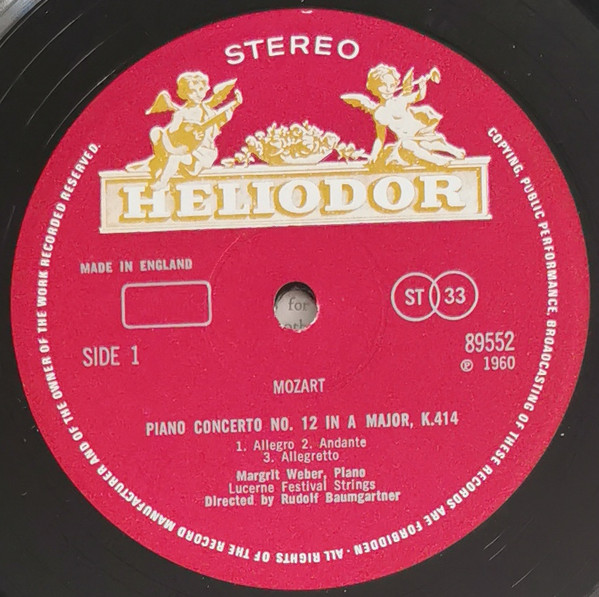 STEREO
HELIODOR
MADE IN ENGLAND
ST 33
SIDE 1
89552
℗ 1960
for
MOZART
PIANO CONCERTO NO. 12 IN A MAJOR, K.414
1. Allegro 2. Andante
3. Allegretto
Margrit Weber, Piano
Lucerne Festival Strings
Directed by Rudolf Baumgartner
ALL RIGHTS OF THE RECORD MANUFACTURER AND OF THE OWNER OF THE WORK RECORDED RESERVED.
COPYING, PUBLIC PERFORMANCE, BROADCASTING OF THESE RECORDS ARE FORBIDDEN -